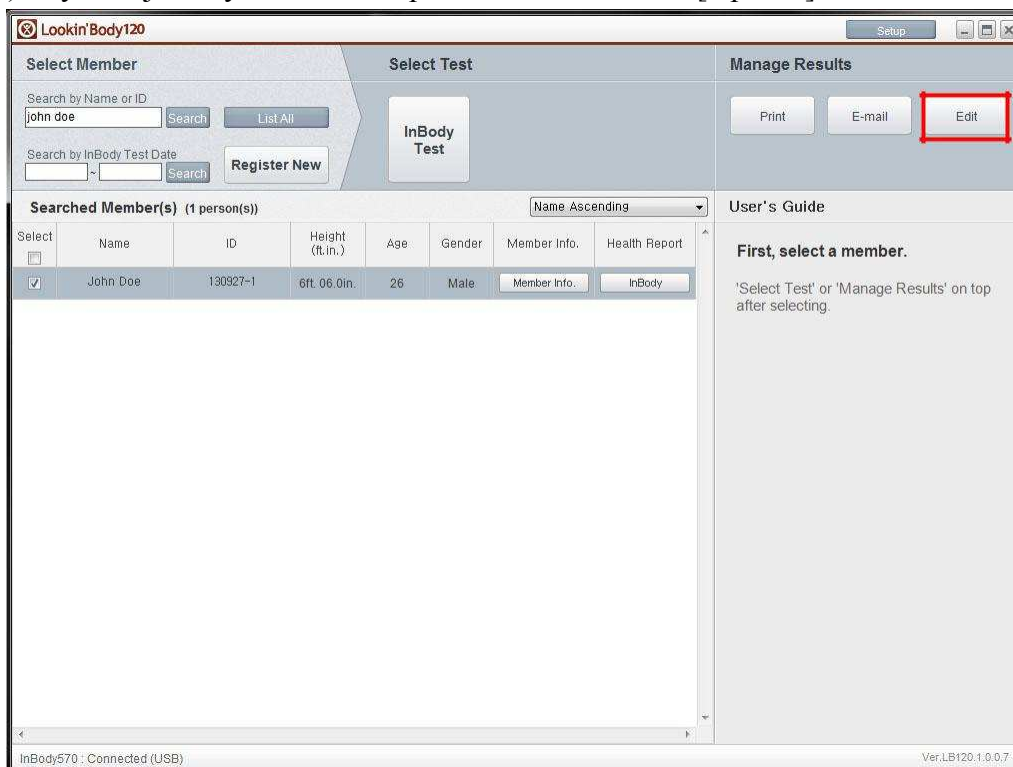 Lookin'Body120
Setup
Select Member
Select Test
Manage Results
Search by Name or ID
john doe
Search
List All
Search by InBody Test Date
~
Search
Register New
InBody
Test
Print
E-mail
Edit
Searched Member(s) (1 person(s))
Name Ascending
User's Guide
Select
Name
ID
Height
(ft.in.)
Age
Gender
Member Info.
Health Report
John Doe
130927-1
6ft. 06.0in.
26
Male
Member Info.
InBody
First, select a member.
'Select Test' or 'Manage Results' on top
after selecting.
InBody570 : Connected (USB)
Ver.LB120.1.0.0.7